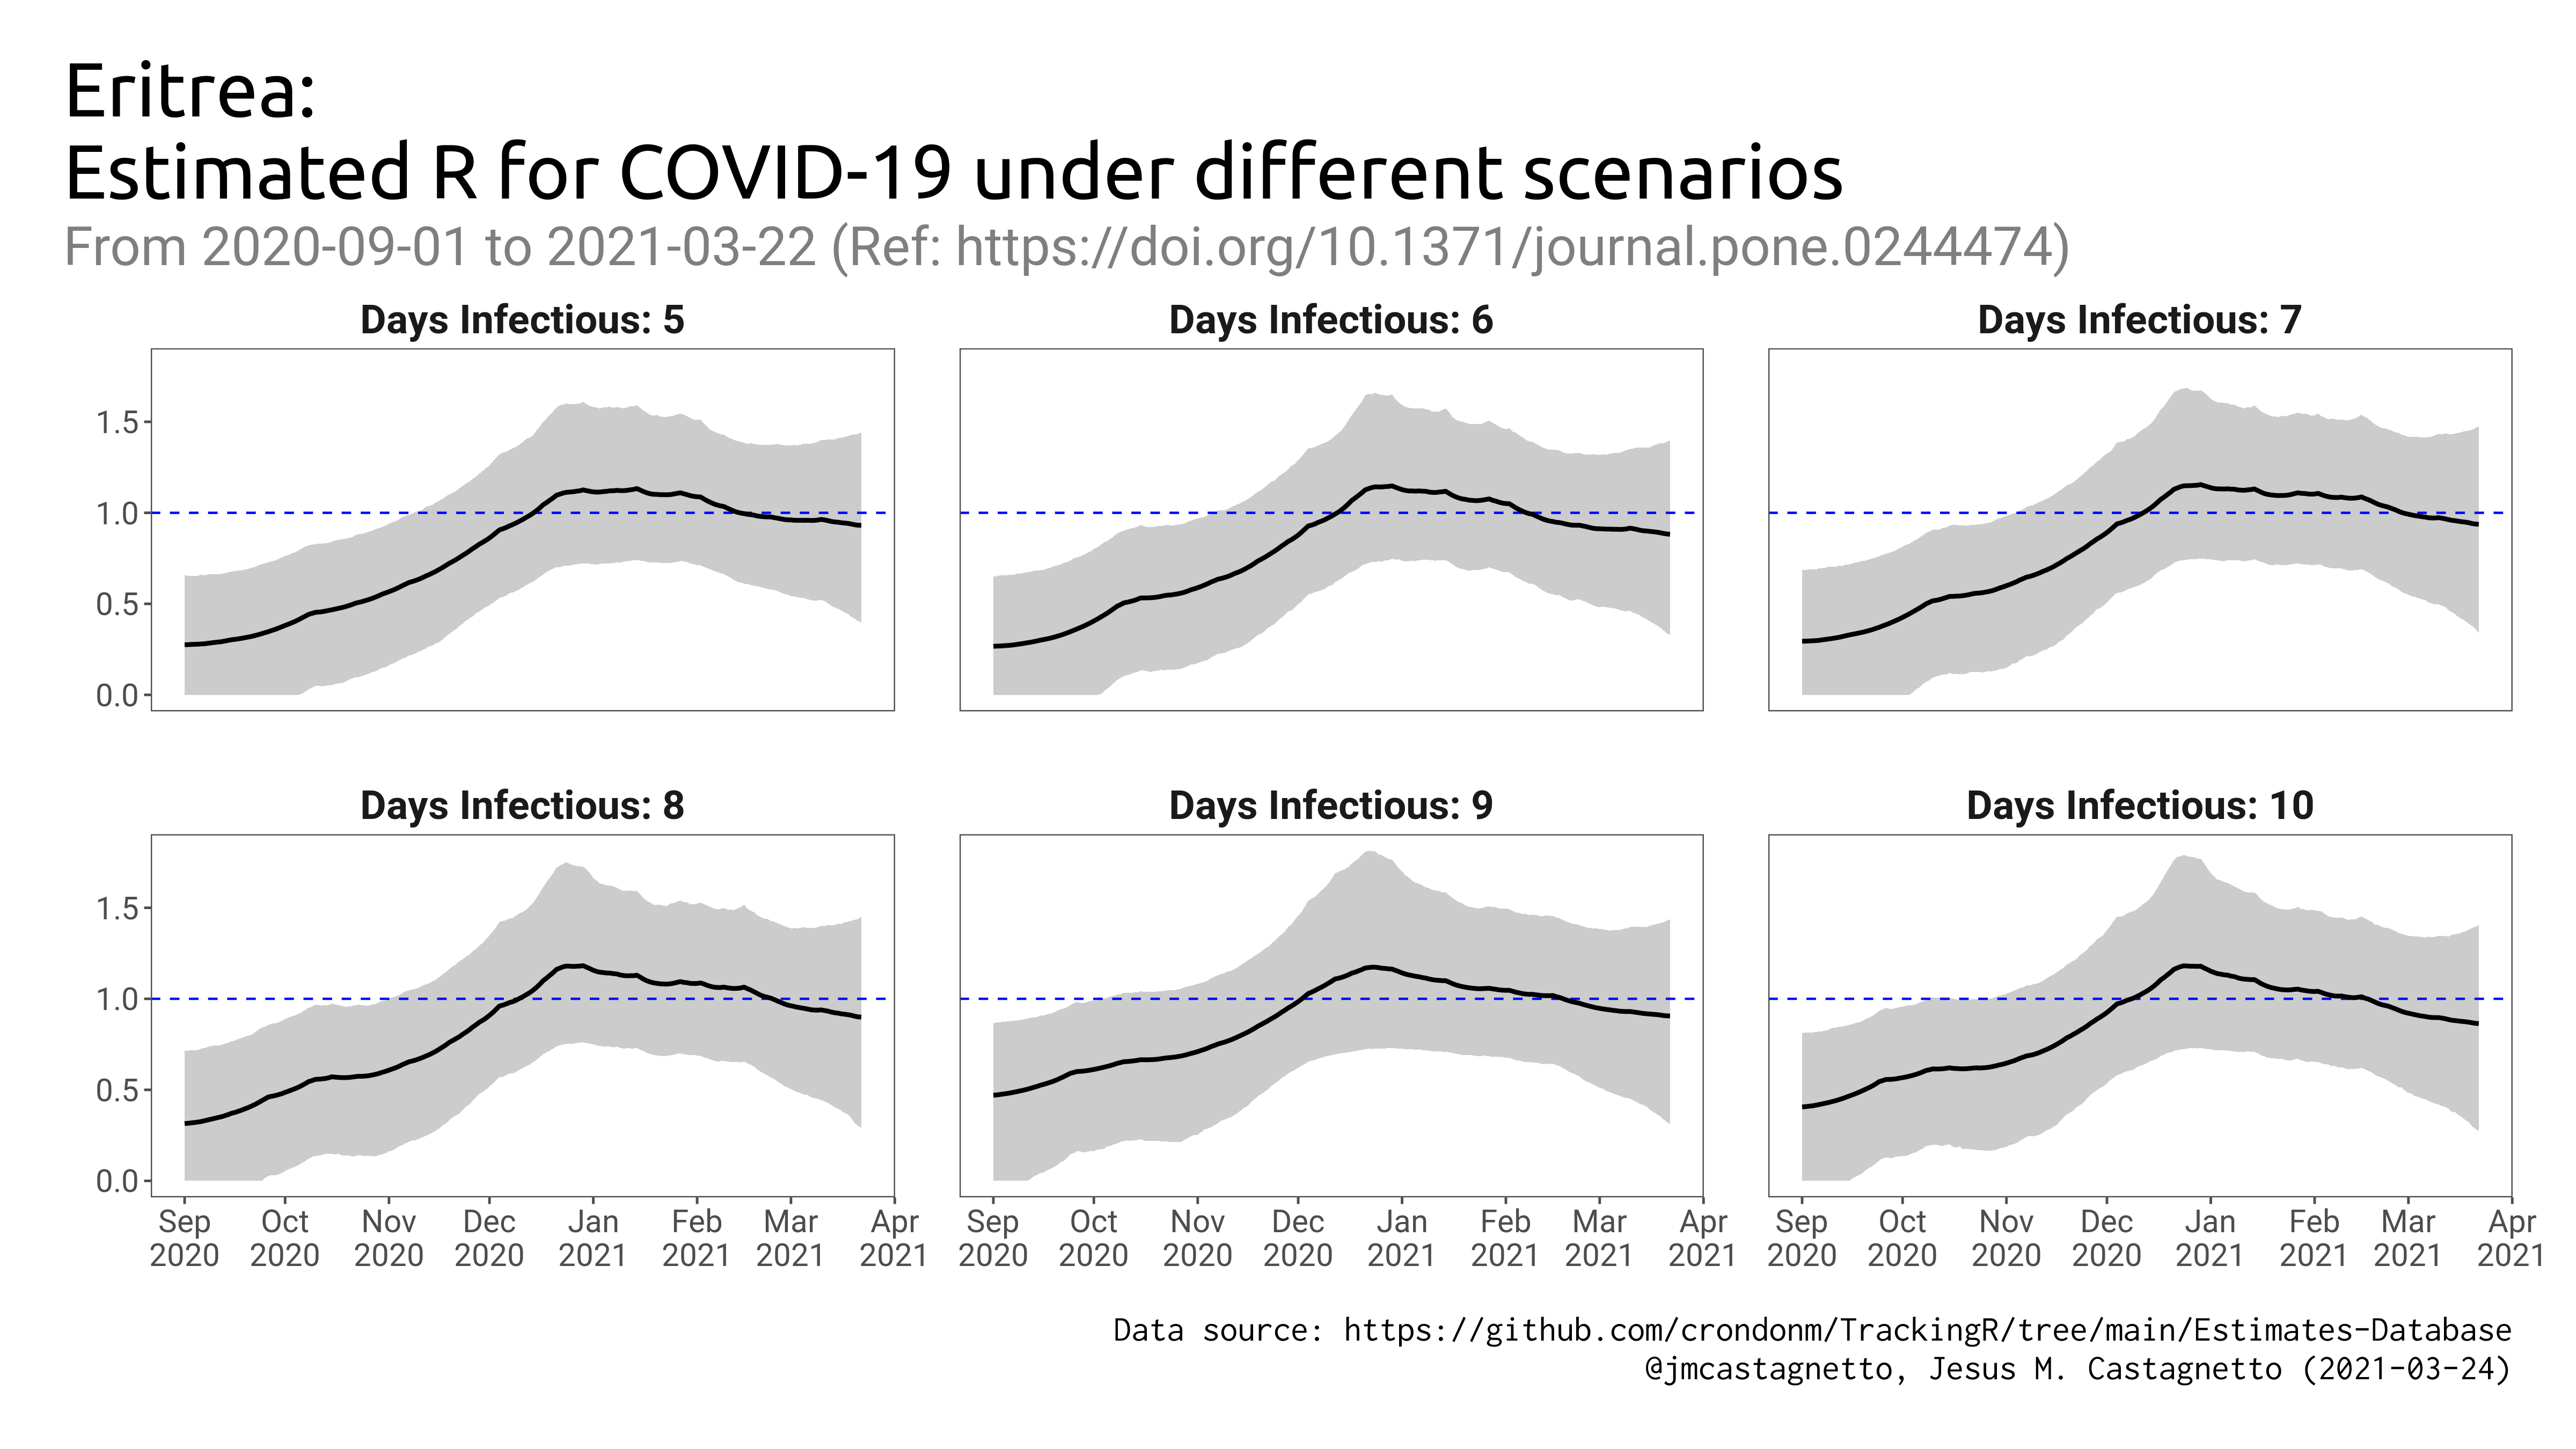 Eritrea:
Estimated R for COVID-19 under different scenarios
From 2020-09-01 to 2021-03-22 (Ref: https://doi.org/10.1371/journal.pone.0244474)
Days Infectious: 5
Days Infectious: 6
Days Infectious: 7
1.5
1.0
0.5
0.0
Days Infectious: 8
Days Infectious: 9
Days Infectious: 10
1.5
1.0
0.5
0.0
Sep Oct Nov Dec Jan Feb Mar Apr
2020 2020 2020 2020 2021 2021 2021 2021
Sep Oct Nov Dec Jan Feb Mar Apr
2020 2020 2020 2020 2021 2021 2021 2021
Sep Oct Nov Dec Jan Feb Mar Apr
2020 2020 2020 2020 2021 2021 2021 2021
Data source: https://github.com/crondonm/TrackingR/tree/main/Estimates-Database
@jmcastagnetto, Jesus M. Castagnetto (2021-03-24)